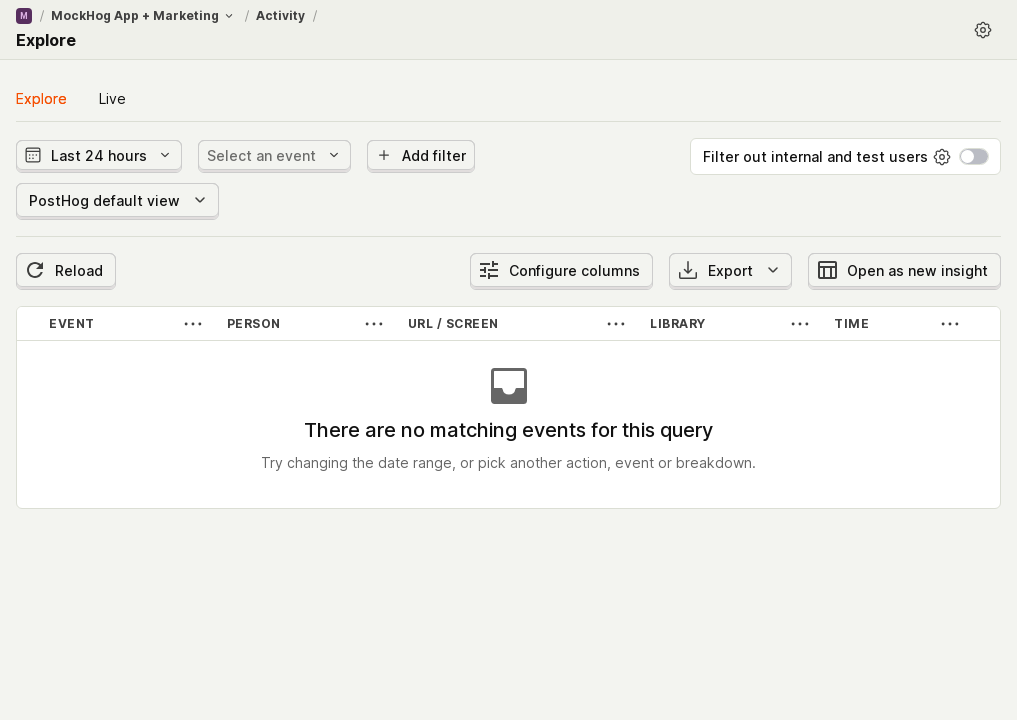 M / MockHog App + Marketing / Activity /
Explore
Explore Live
Last 24 hours Select an event Add filter Filter out internal and test users
PostHog default view
Reload Configure columns Export Open as new insight
EVENT PERSON URL / SCREEN LIBRARY TIME
There are no matching events for this query
Try changing the date range, or pick another action, event or breakdown.